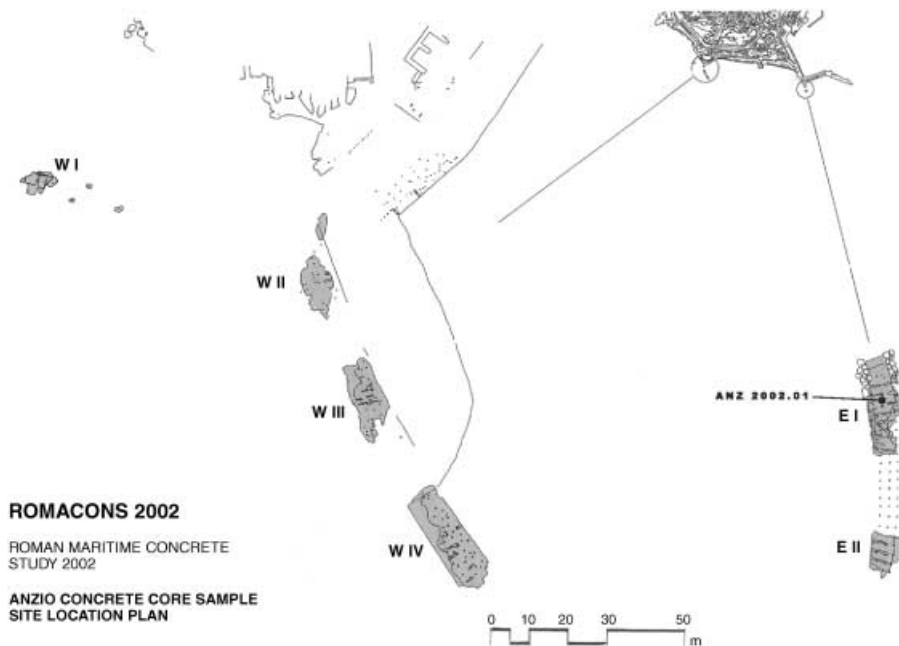 W I
W II
W III
ANZ 2002.01
E I
W IV
E II
ROMACONS 2002
ROMAN MARITIME CONCRETE
STUDY 2002
ANZIO CONCRETE CORE SAMPLE
SITE LOCATION PLAN
0 10 20 30 50
m